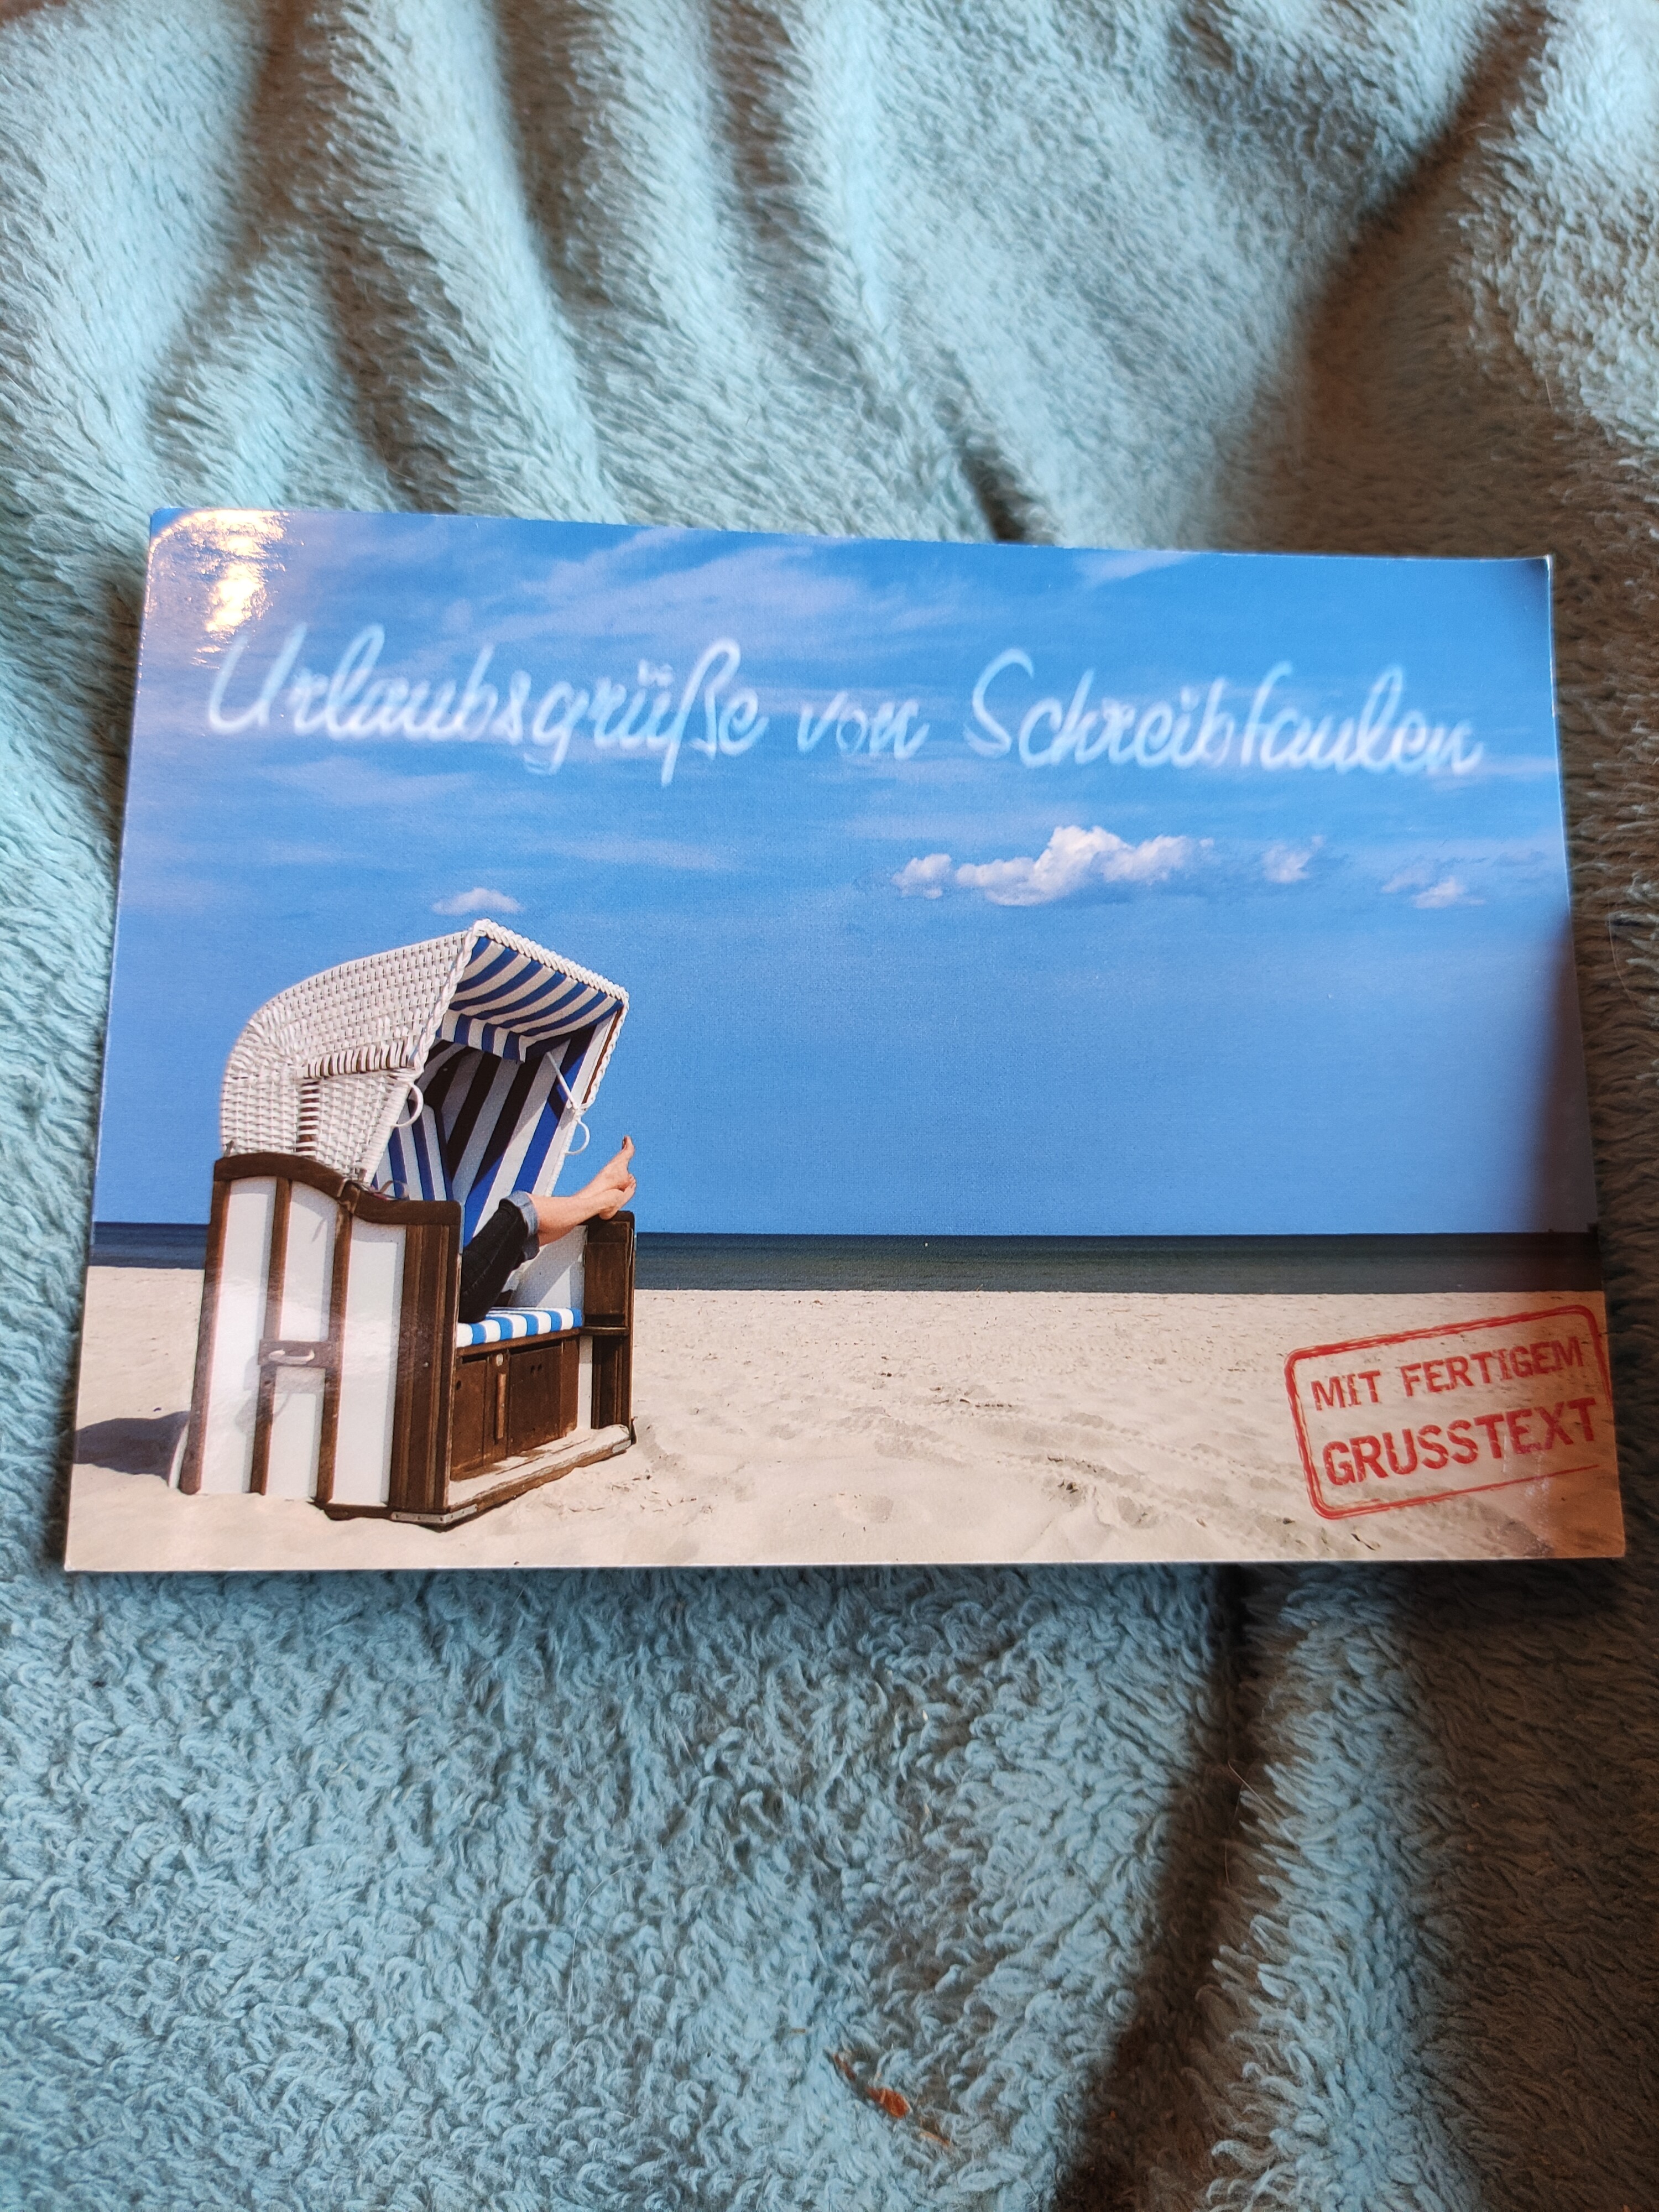 Urlaubsgrüße von Schreibfaulen
MIT FERTIGEM
GRUSSTEXT